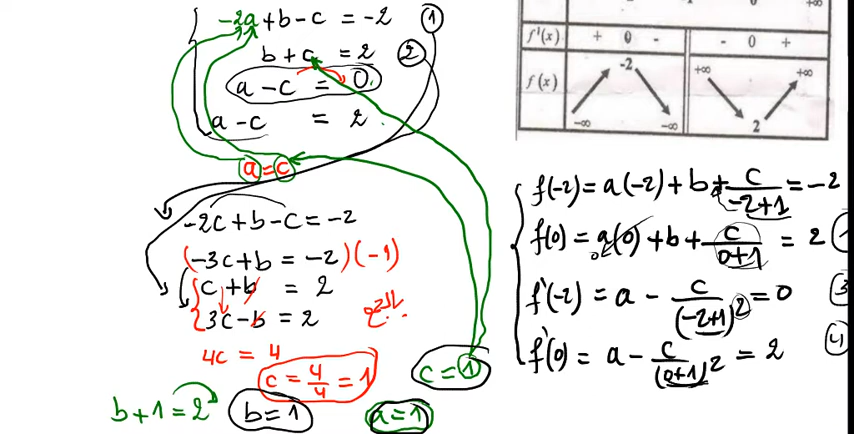 -2a+b-c = -2 ①
b+c = 2 ②
a-c = 0
a-c = 2
a=c
-2c+b-c=-2
(-3c+b = -2)(-1)
c+b = 2
3c-b = 2
4c = 4
c = 4/4 = 1
c=1
b+1=2
b=1
a=1
+∞
f'(x) + 0 - - 0 +
f(x) -∞ -2 -∞ +∞ 2 +∞
f(-2)=a(-2)+b+c/(-2+1)=-2
f(0)=a(0)+b+c/(0+1) = 2
f'(-2) = a - c/(-2+1)^2 = 0 3
f'(0) = a - c/(0+1)^2 = 2 4